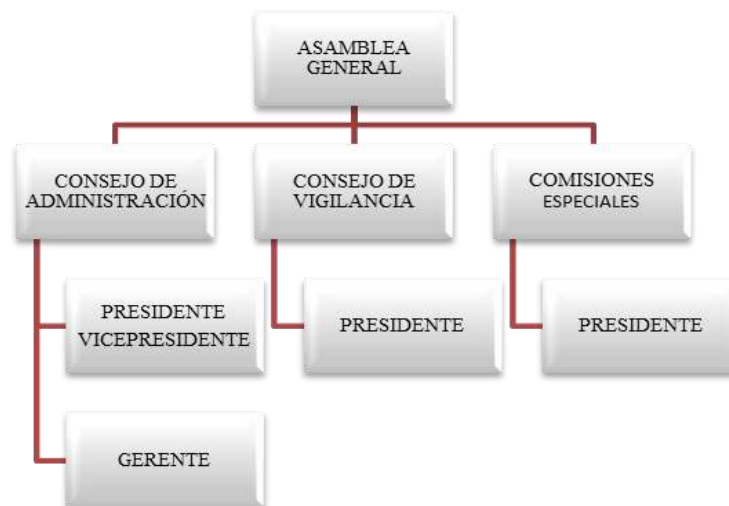 ASAMBLEA
GENERAL
CONSEJO DE
ADMINISTRACIÓN
CONSEJO DE
VIGILANCIA
COMISIONES
ESPECIALES
PRESIDENTE
VICEPRESIDENTE
PRESIDENTE
PRESIDENTE
GERENTE